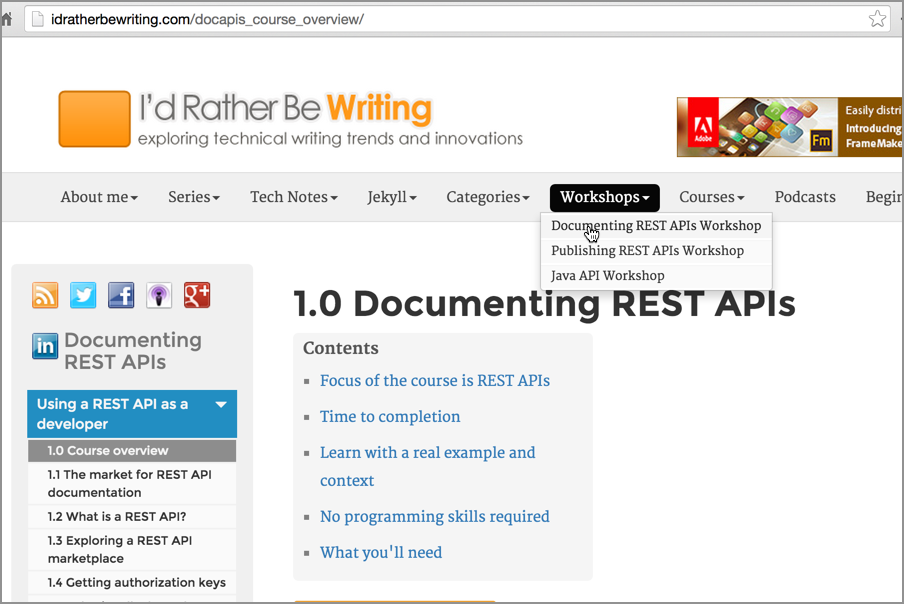 idratherbewriting.com/docapis_course_overview/
I'd Rather Be Writing
exploring technical writing trends and innovations
Adobe
Fm
Easily distri
Introducing
FrameMake
About me
Series
Tech Notes
Jekyll
Categories
Workshops
Courses
Podcasts
Begin
Documenting REST APIs Workshop
Publishing REST APIs Workshop
Java API Workshop
in
Documenting
REST APIs
Using a REST API as a
developer
1.0 Course overview
1.1 The market for REST API
documentation
1.2 What is a REST API?
1.3 Exploring a REST API
marketplace
1.4 Getting authorization keys
1.0 Documenting REST APIs
Contents
Focus of the course is REST APIs
Time to completion
Learn with a real example and
context
No programming skills required
What you'll need